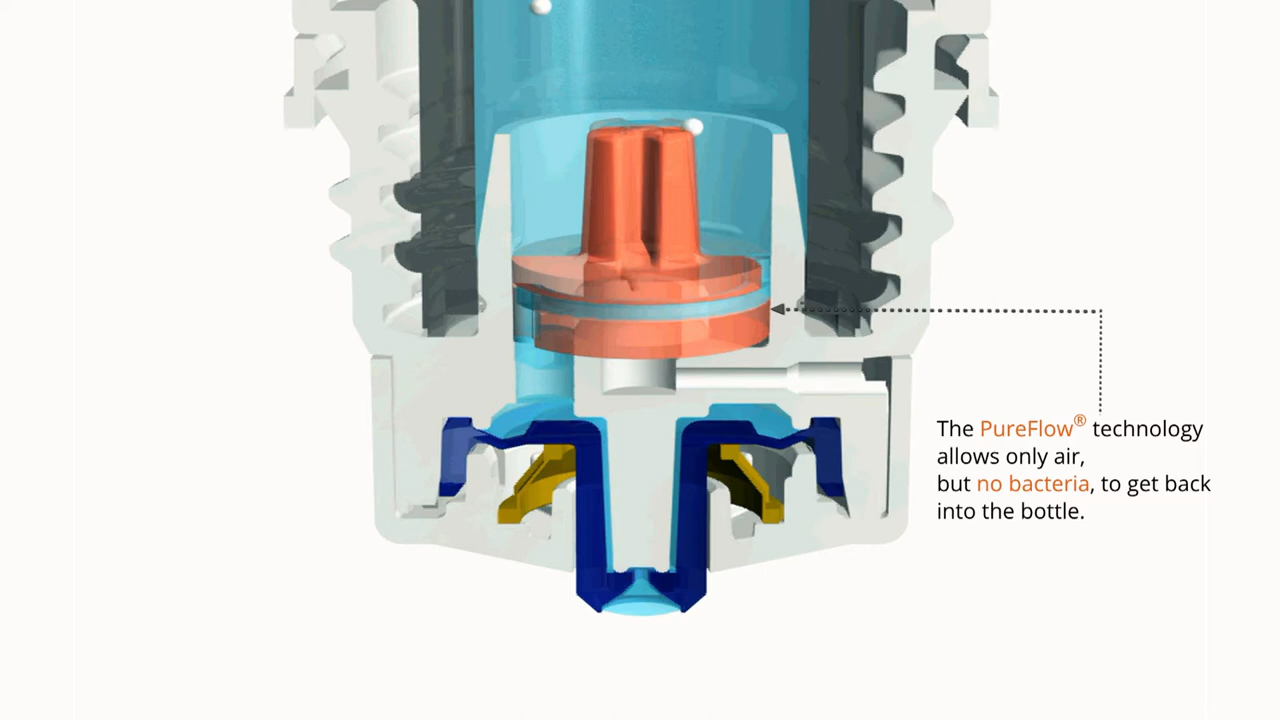 The PureFlow® technology
allows only air,
but no bacteria, to get back
into the bottle.